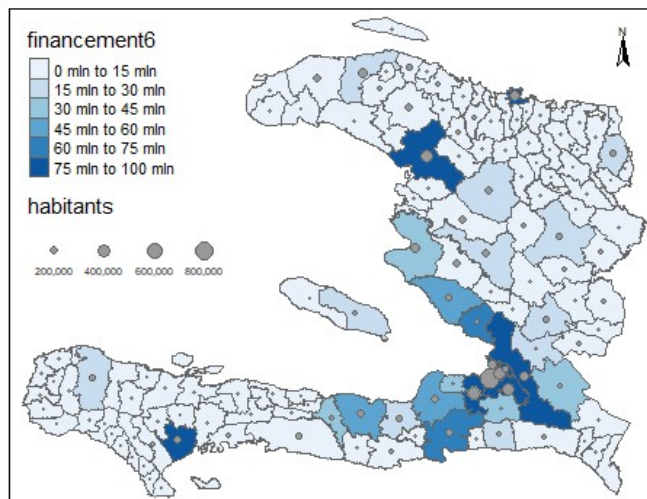 financement6
0 mln to 15 mln
15 mln to 30 mln
30 mln to 45 mln
45 mln to 60 mln
60 mln to 75 mln
75 mln to 100 mln
N
habitants
200,000 400,000 600,000 800,000